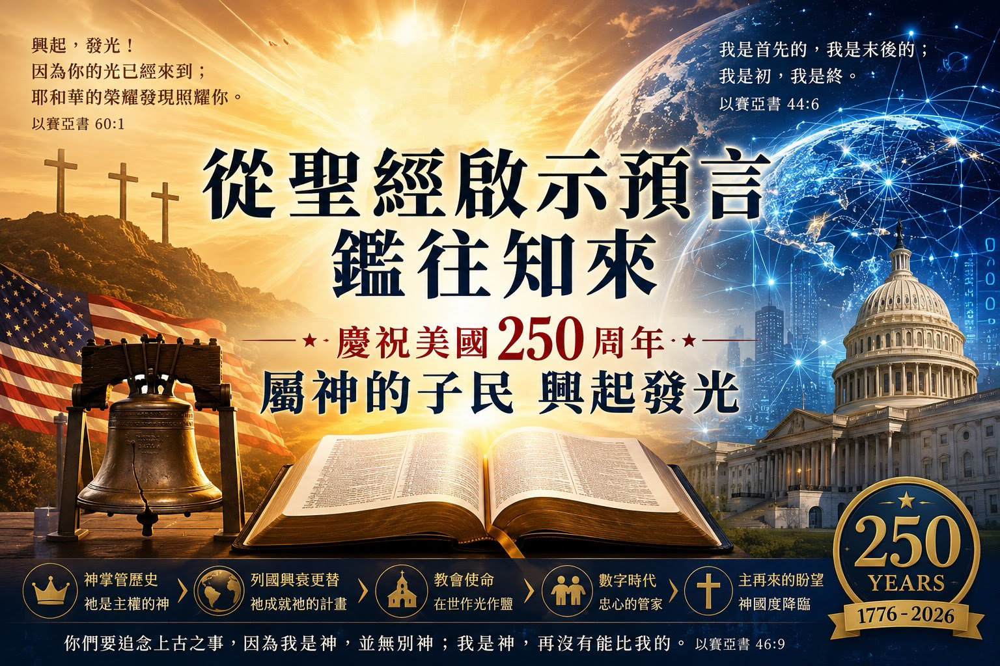 興起，發光！
因為你的光已經來到；
耶和華的榮耀發現照耀你。
以賽亞書 60:1
我是首先的，我是末後的；
我是初，我是終。
以賽亞書 44:6
從聖經啟示預言
鑑往知來
慶祝美國250周年
屬神的子民 興起發光
神掌管歷史
祂是主權的神
列國興衰更替
祂成就祂的計畫
教會使命
在世作光作鹽
數字時代
忠心的管家
主再來的盼望
神國度降臨
250
YEARS
1776-2026
你們要追念上古之事，因為我是神，並無別神；我是神，再沒有能比我的。 以賽亞書 46:9